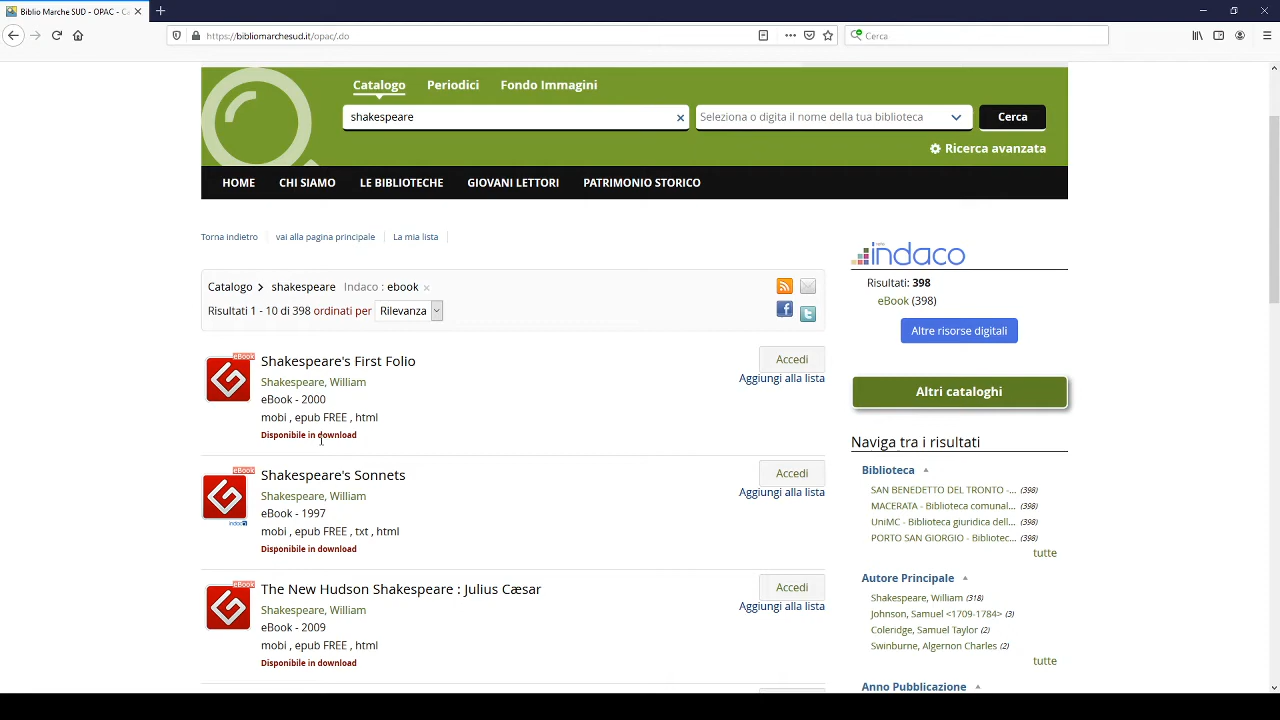 Biblio Marche SUD - OPAC - Ca
https://bibliomarchesud.it/opac/.do
Cerca
Catalogo Periodici Fondo Immagini
shakespeare
Seleziona o digita il nome della tua biblioteca
Cerca
Ricerca avanzata
HOME CHI SIAMO LE BIBLIOTECHE GIOVANI LETTORI PATRIMONIO STORICO
Torna indietro vai alla pagina principale La mia lista
Catalogo shakespeare Indaco : ebook
Risultati 1 - 10 di 398 ordinati per Rilevanza
eBook
Shakespeare's First Folio
Shakespeare, William
eBook - 2000
mobi , epub FREE , html
Disponibile in download
Accedi
Aggiungi alla lista
eBook
indaco
Shakespeare's Sonnets
Shakespeare, William
eBook - 1997
mobi , epub FREE , txt , html
Disponibile in download
Accedi
Aggiungi alla lista
eBook
The New Hudson Shakespeare : Julius Cæsar
Shakespeare, William
eBook - 2009
mobi , epub FREE , html
Disponibile in download
Accedi
Aggiungi alla lista
indaco
Risultati: 398
eBook (398)
Altre risorse digitali
Altri cataloghi
Naviga tra i risultati
Biblioteca
SAN BENEDETTO DEL TRONTO -... (398)
MACERATA - Biblioteca comunal... (398)
UniMC - Biblioteca giuridica dell... (398)
PORTO SAN GIORGIO - Bibliotec... (398)
tutte
Autore Principale
Shakespeare, William (318)
Johnson, Samuel <1709-1784> (3)
Coleridge, Samuel Taylor (2)
Swinburne, Algernon Charles (2)
tutte
Anno Pubblicazione